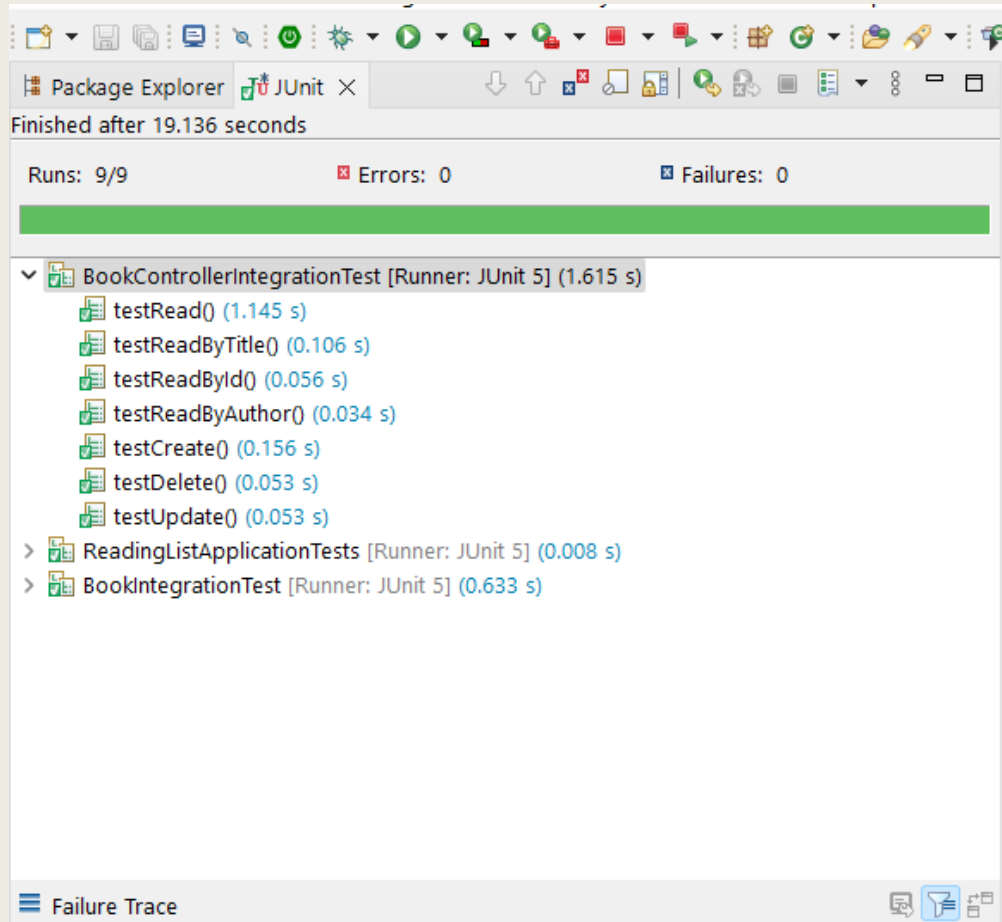 Package Explorer JUnit
Finished after 19.136 seconds
Runs: 9/9 Errors: 0 Failures: 0
BookControllerIntegrationTest [Runner: JUnit 5] (1.615 s)
testRead() (1.145 s)
testReadByTitle() (0.106 s)
testReadById() (0.056 s)
testReadByAuthor() (0.034 s)
testCreate() (0.156 s)
testDelete() (0.053 s)
testUpdate() (0.053 s)
ReadingListApplicationTests [Runner: JUnit 5] (0.008 s)
BookIntegrationTest [Runner: JUnit 5] (0.633 s)
Failure Trace